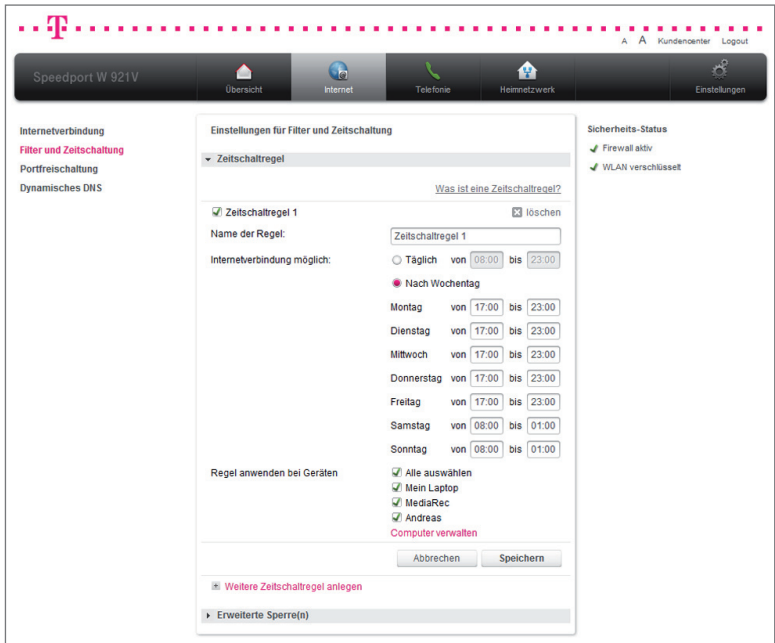 T
A A Kundencenter Logout
Speedport W 921V
Übersicht
Internet
Telefonie
Heimnetzwerk
Einstellungen
Internetverbindung
Filter und Zeitschaltung
Portfreischaltung
Dynamisches DNS
Einstellungen für Filter und Zeitschaltung
Zeitschaltregel
Was ist eine Zeitschaltregel?
Zeitschaltregel 1 löschen
Name der Regel: Zeitschaltregel 1
Internetverbindung möglich: Täglich von 08:00 bis 23:00
Nach Wochentag
Montag von 17:00 bis 23:00
Dienstag von 17:00 bis 23:00
Mittwoch von 17:00 bis 23:00
Donnerstag von 17:00 bis 23:00
Freitag von 17:00 bis 23:00
Samstag von 08:00 bis 01:00
Sonntag von 08:00 bis 01:00
Regel anwenden bei Geräten Alle auswählen
Mein Laptop
MediaRec
Andreas
Computer verwalten
Abbrechen Speichern
Weitere Zeitschaltregel anlegen
Erweiterte Sperre(n)
Sicherheits-Status
Firewall aktiv
WLAN verschlüsselt